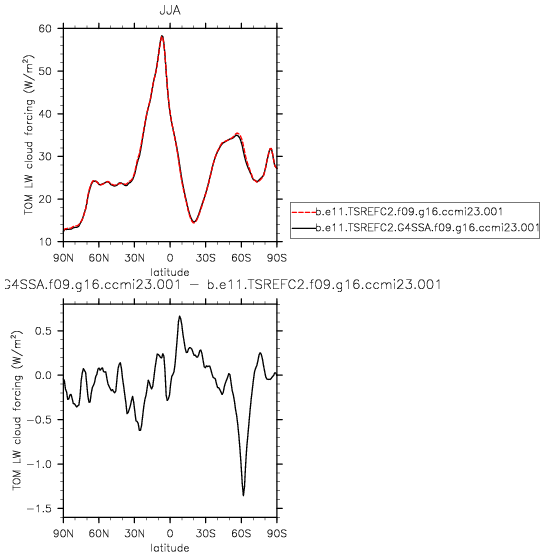 JJA
60
50
40
30
20
10
TOM LW cloud forcing (W/m²)
90N 60N 30N 0 30S 60S 90S
latitude
b.e11.TSREFC2.f09.g16.ccmi23.001
b.e11.TSREFC2.G4SSA.f09.g16.ccmi23.001
G4SSA.f09.g16.ccmi23.001 − b.e11.TSREFC2.f09.g16.ccmi23.001
0.5
0.0
−0.5
−1.0
−1.5
TOM LW cloud forcing (W/m²)
90N 60N 30N 0 30S 60S 90S
latitude